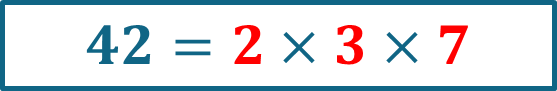 42 = 2 × 3 × 7